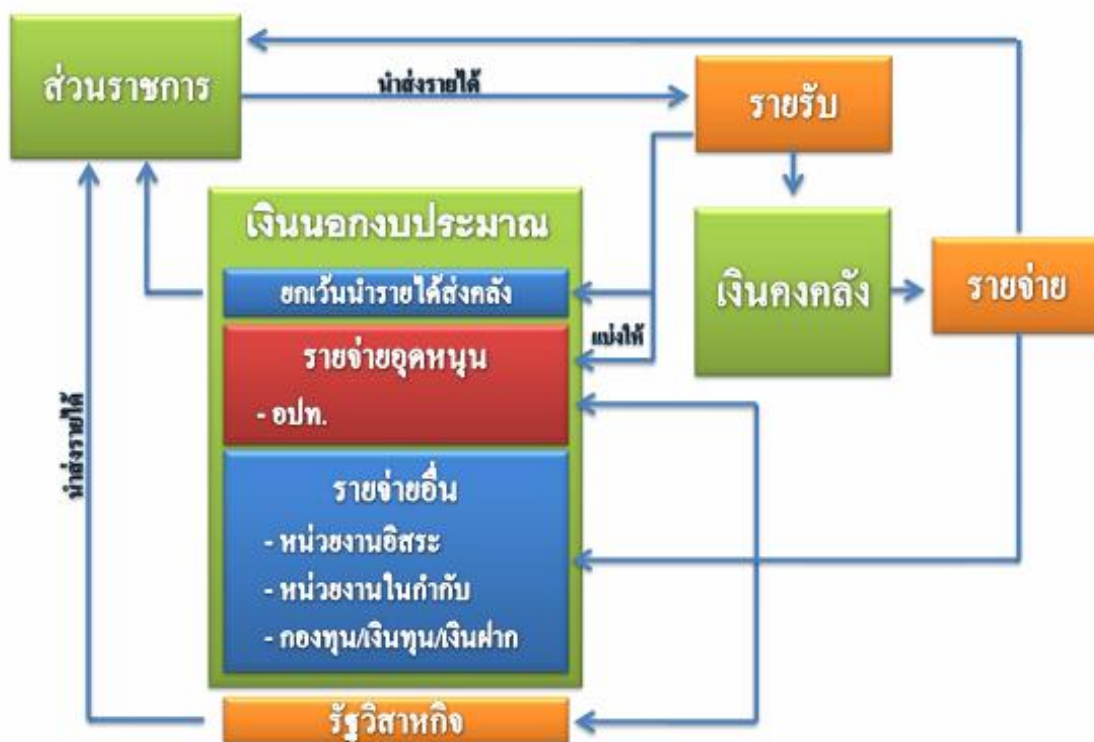 ส่วนราชการ
นำส่งรายได้
รายรับ
เงินนอกงบประมาณ
ยกเว้นนำรายได้ส่งคลัง
แบ่งให้
รายจ่ายอุดหนุน
- อปท.
เงินคงคลัง
รายจ่าย
นำส่งรายได้
รายจ่ายอื่น
- หน่วยงานอิสระ
- หน่วยงานในกำกับ
- กองทุน/เงินทุน/เงินฝาก
รัฐวิสาหกิจ